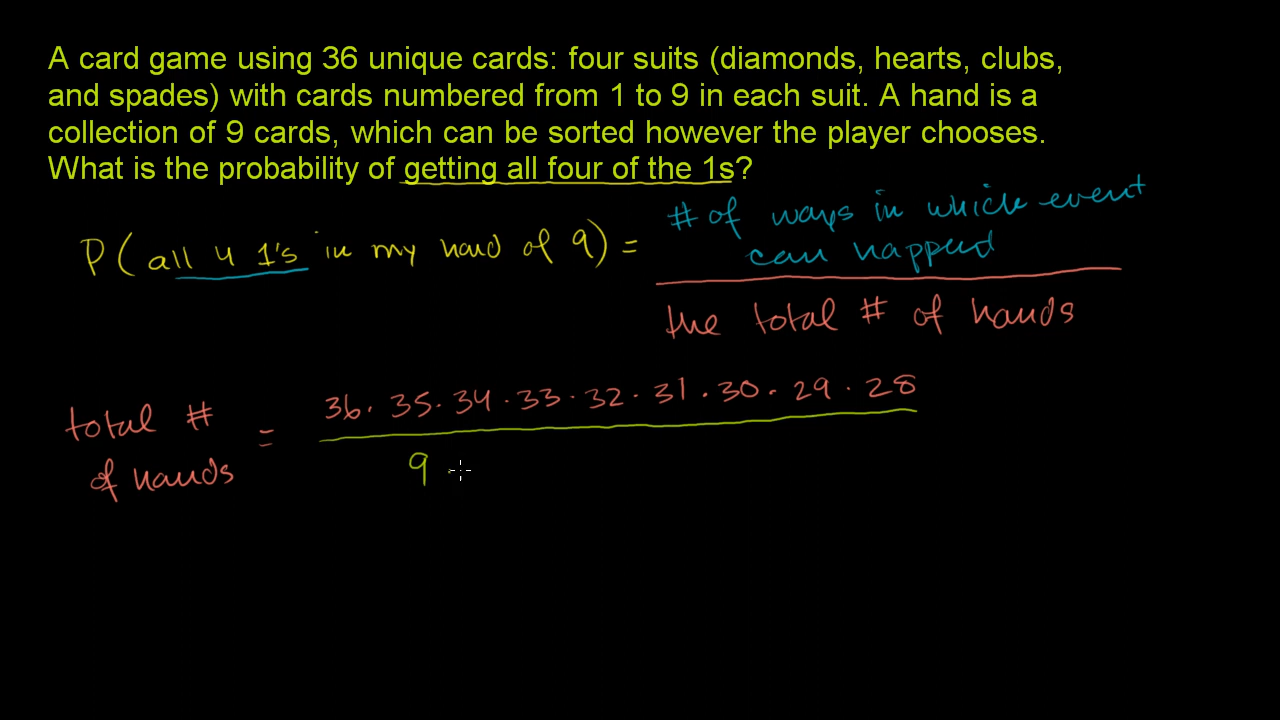 A card game using 36 unique cards: four suits (diamonds, hearts, clubs,
and spades) with cards numbered from 1 to 9 in each suit. A hand is a
collection of 9 cards, which can be sorted however the player chooses.
What is the probability of getting all four of the 1s?
P(all 4 1's in my hand of 9) =
# of ways in which event
can happend
the total # of hands
total #
of hands
=
36. 35. 34 · 33 · 32 · 31 . 30 . 29 · 28
9